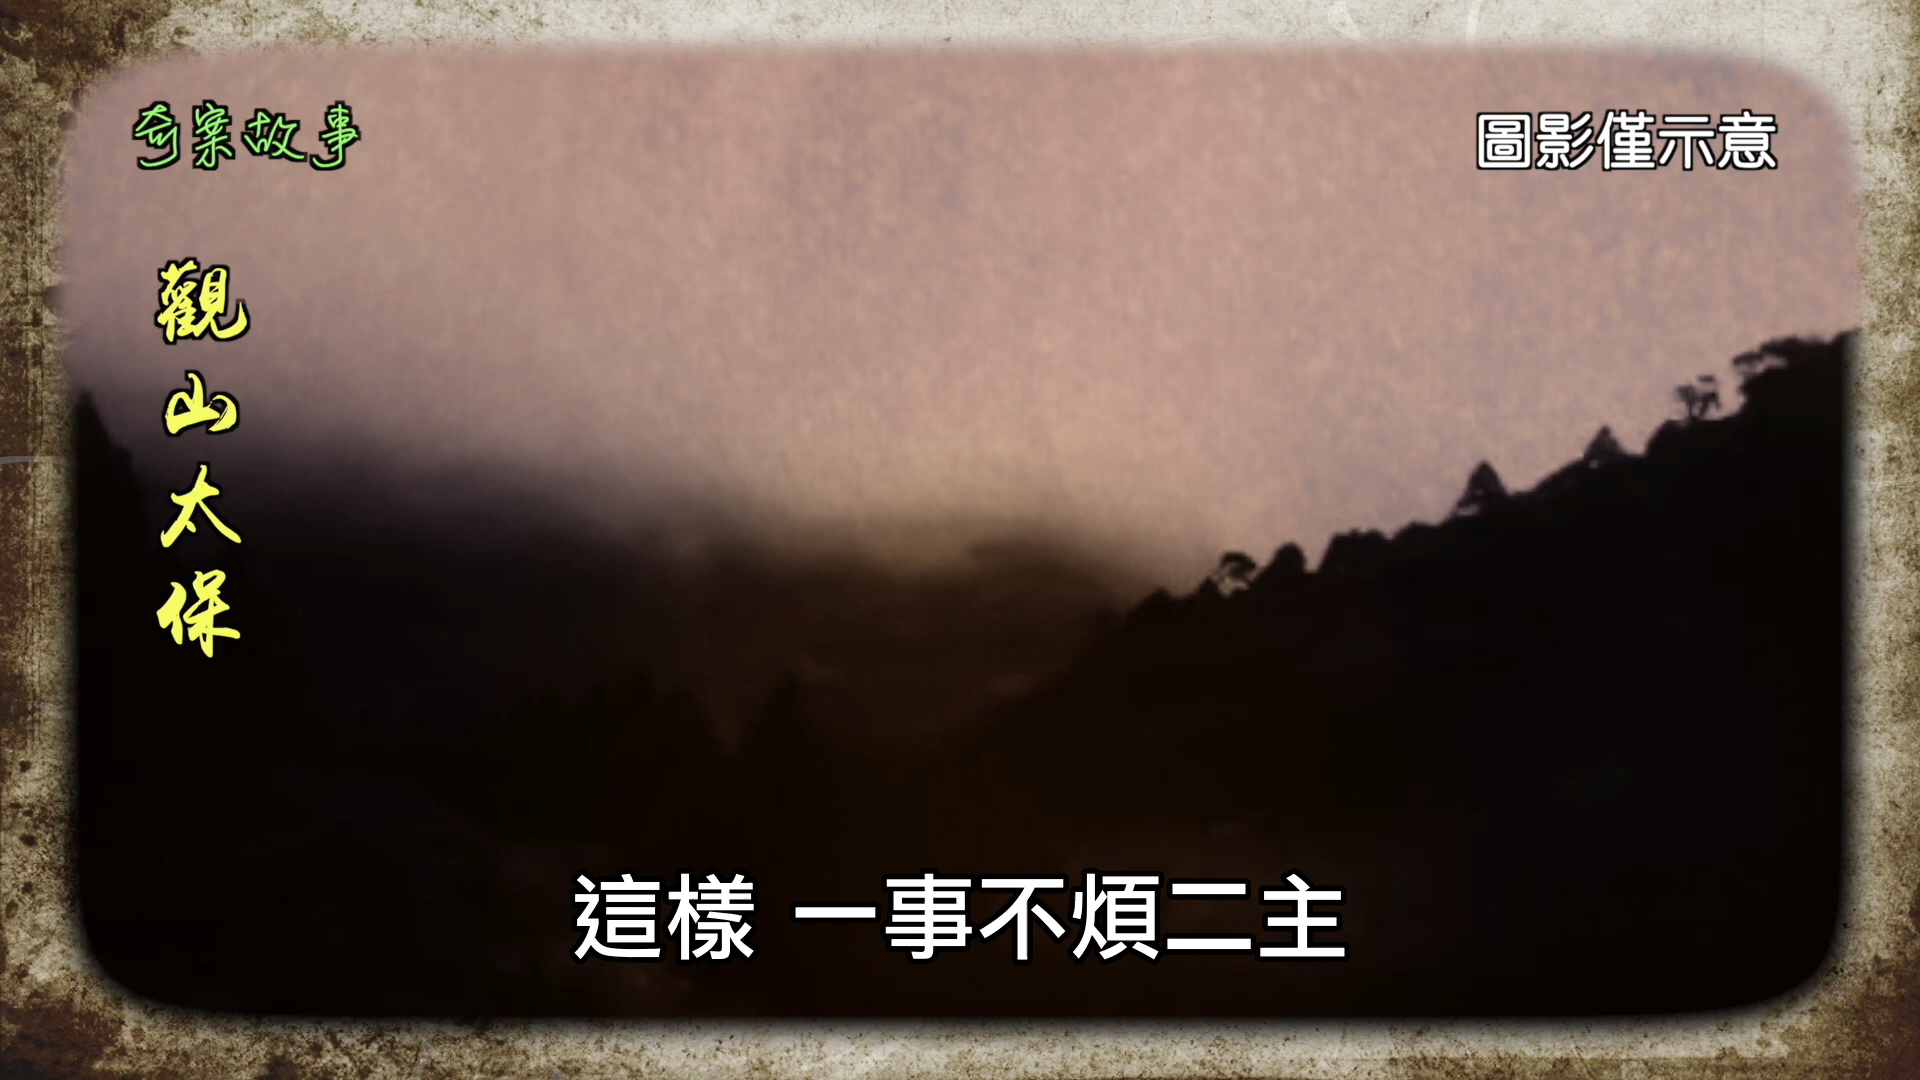 奇案故事
圖影僅示意
觀山太保
這樣 一事不煩二主